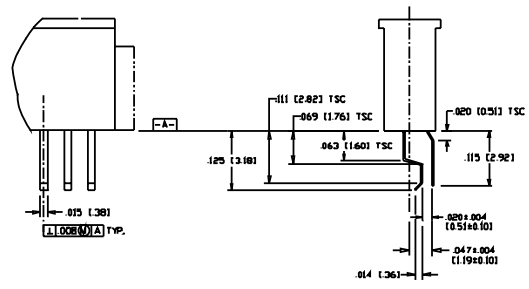 .111 [2.82] TSC
.069 [1.76] TSC
.020 [0.51] TSC
-A-
.063 [1.60] TSC
.125 [3.18]
.115 [2.92]
.015 [.38]
.020±.004
[0.51±0.10]
⊥ .008 Ⓜ A TYP.
.047±.004
[1.19±0.10]
.014 [.36]